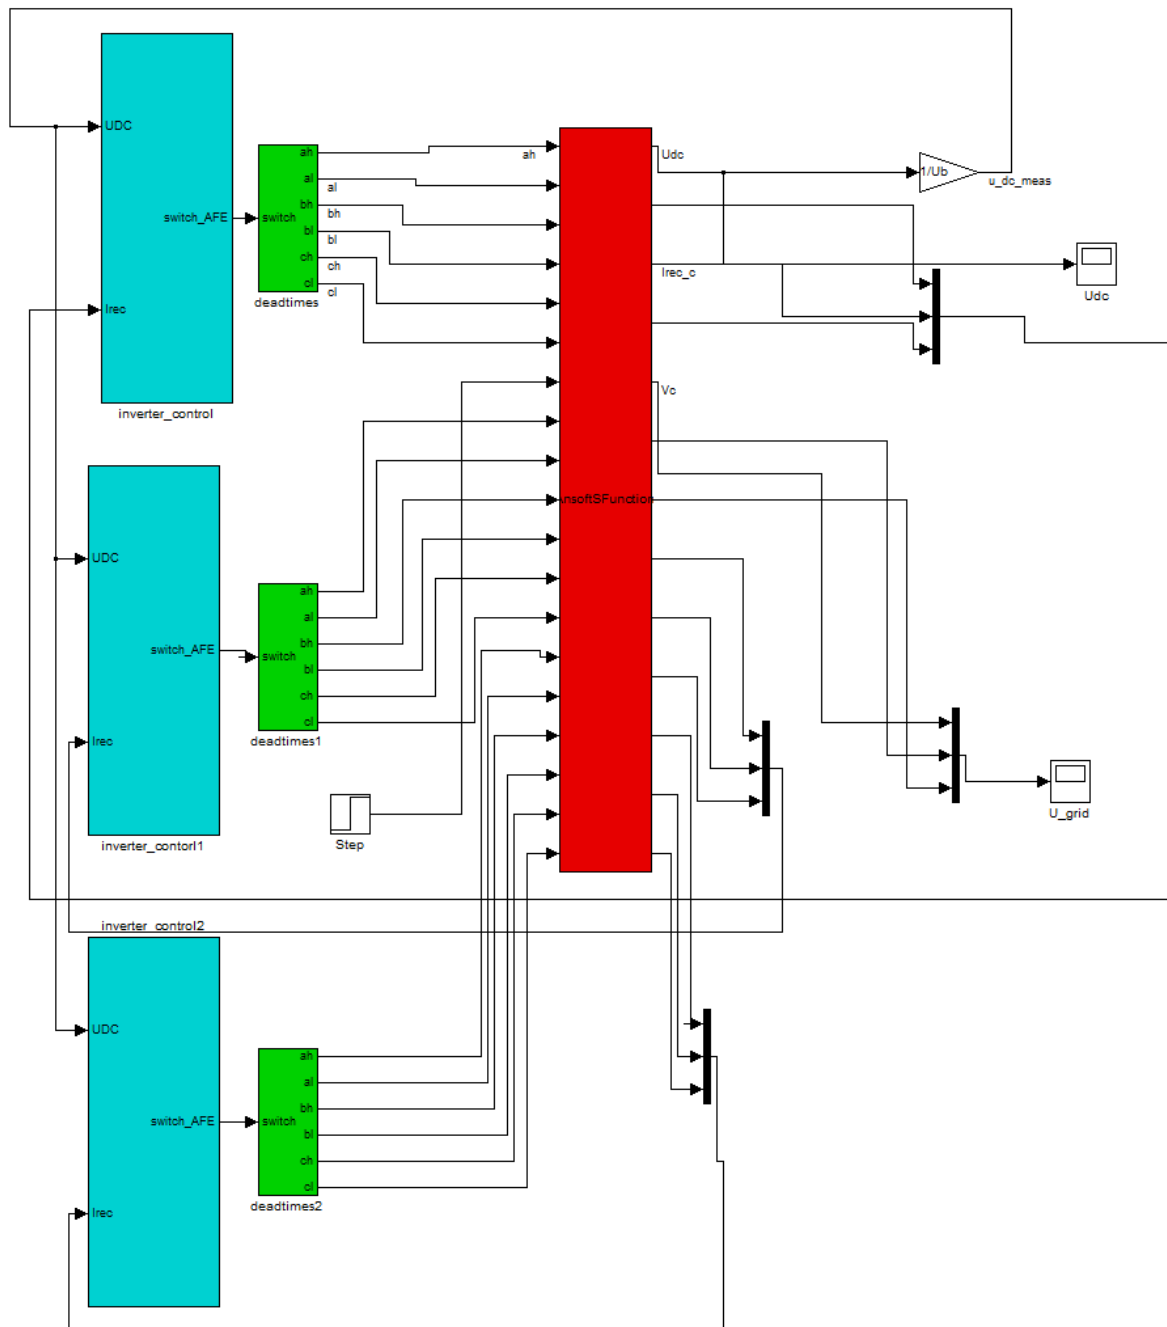 UDC
switch_AFE
Irec
inverter_control
switch
ah
al
bh
bl
ch
cl
deadtimes
al
bh
bl
ch
cl
ah
Udc
Irec_c
Vc
AnsoftSFunction
1/Ub
u_dc_meas
Udc
UDC
switch_AFE
Irec
inverter_contorl1
switch
ah
al
bh
bl
ch
cl
deadtimes1
Step
U_grid
inverter_control2
UDC
switch_AFE
Irec
switch
ah
al
bh
bl
ch
cl
deadtimes2